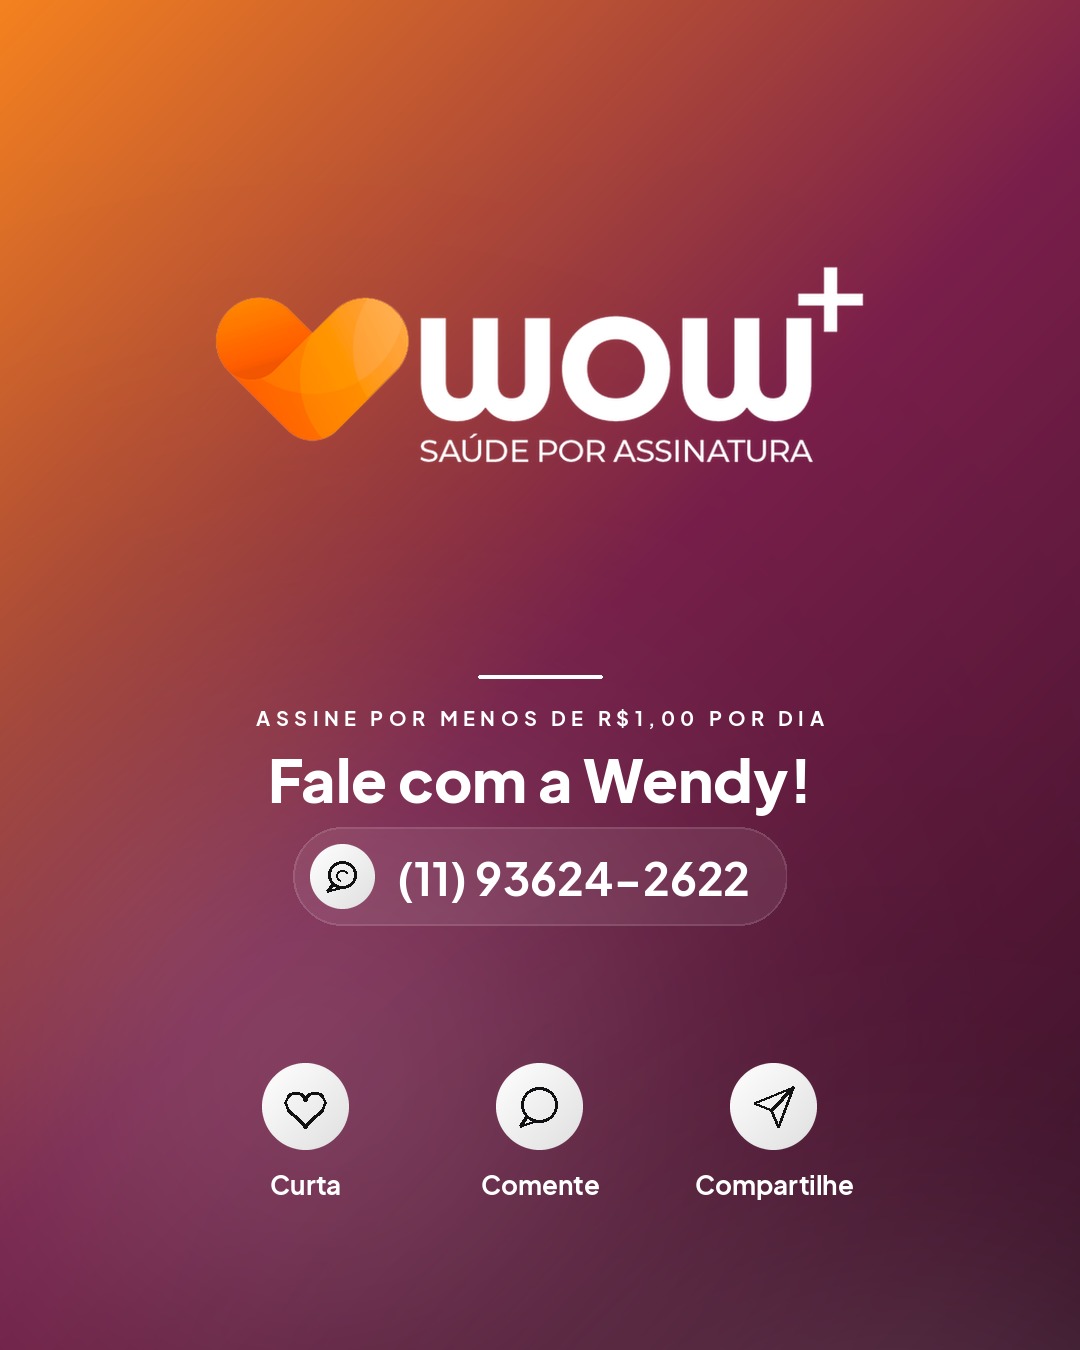 wow+
SAÚDE POR ASSINATURA
ASSINE POR MENOS DE R$1,00 POR DIA
Fale com a Wendy!
(11) 93624-2622
Curta
Comente
Compartilhe